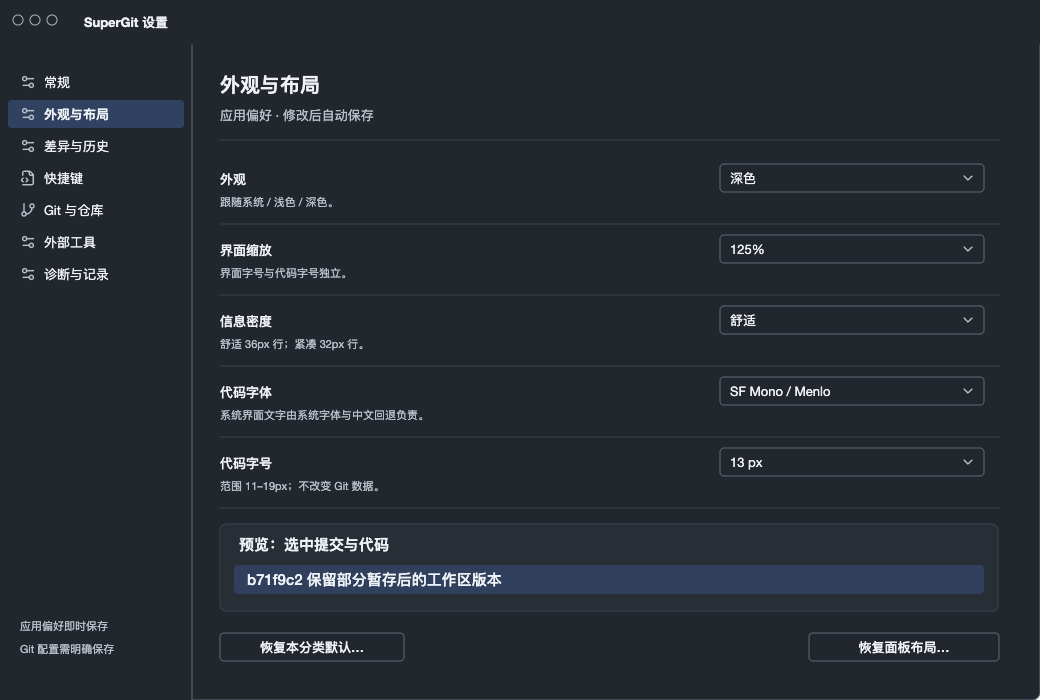 SuperGit 设置
常规
外观与布局
差异与历史
快捷键
Git 与仓库
外部工具
诊断与记录
应用偏好即时保存
Git 配置需明确保存
外观与布局
应用偏好 · 修改后自动保存
外观
跟随系统 / 浅色 / 深色。
深色
界面缩放
界面字号与代码字号独立。
125%
信息密度
舒适 36px 行；紧凑 32px 行。
舒适
代码字体
系统界面文字由系统字体与中文回退负责。
SF Mono / Menlo
代码字号
范围 11–19px；不改变 Git 数据。
13 px
预览：选中提交与代码
b71f9c2 保留部分暂存后的工作区版本
恢复本分类默认...
恢复面板布局...